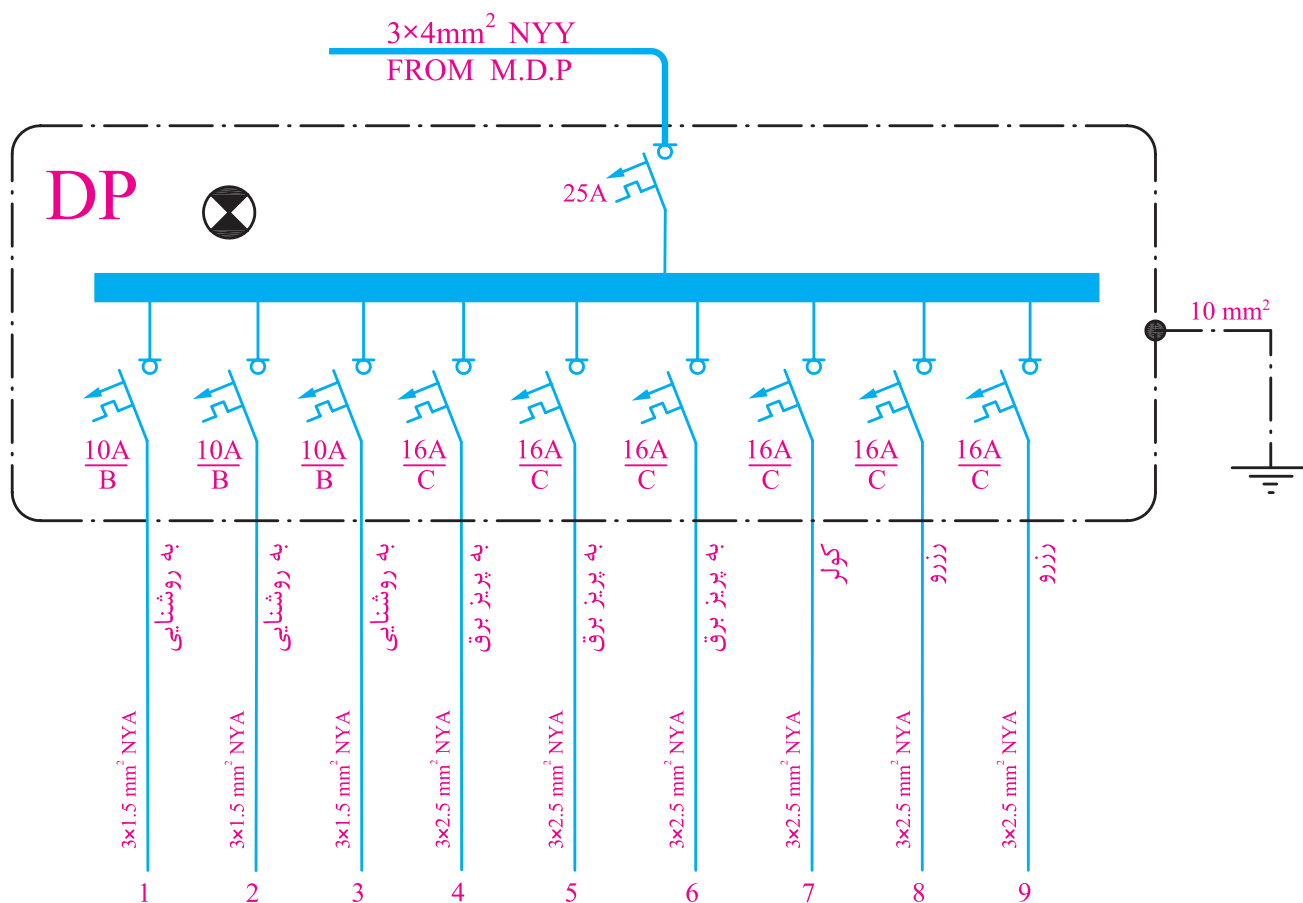 3×4mm² NYY
FROM M.D.P
DP
25A
10 mm²
10A
B
10A
B
10A
B
16A
C
16A
C
16A
C
16A
C
16A
C
16A
C
به روشنایی
به روشنایی
به روشنایی
به پریز برق
به پریز برق
به پریز برق
کولر
رزرو
رزرو
3×1.5 mm² NYA
3×1.5 mm² NYA
3×1.5 mm² NYA
3×2.5 mm² NYA
3×2.5 mm² NYA
3×2.5 mm² NYA
3×2.5 mm² NYA
3×2.5 mm² NYA
3×2.5 mm² NYA
1 2 3 4 5 6 7 8 9